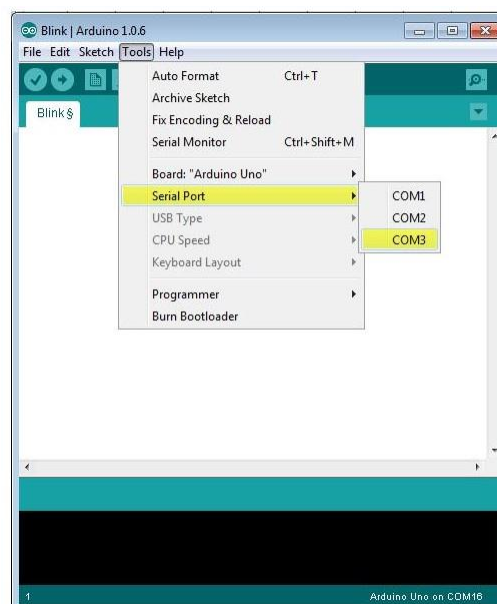 Blink | Arduino 1.0.6
File Edit Sketch Tools Help
Blink §
Auto Format Ctrl+T
Archive Sketch
Fix Encoding & Reload
Serial Monitor Ctrl+Shift+M
Board: "Arduino Uno"
Serial Port
USB Type
CPU Speed
Keyboard Layout
Programmer
Burn Bootloader
COM1
COM2
COM3
1 Arduino Uno on COM16